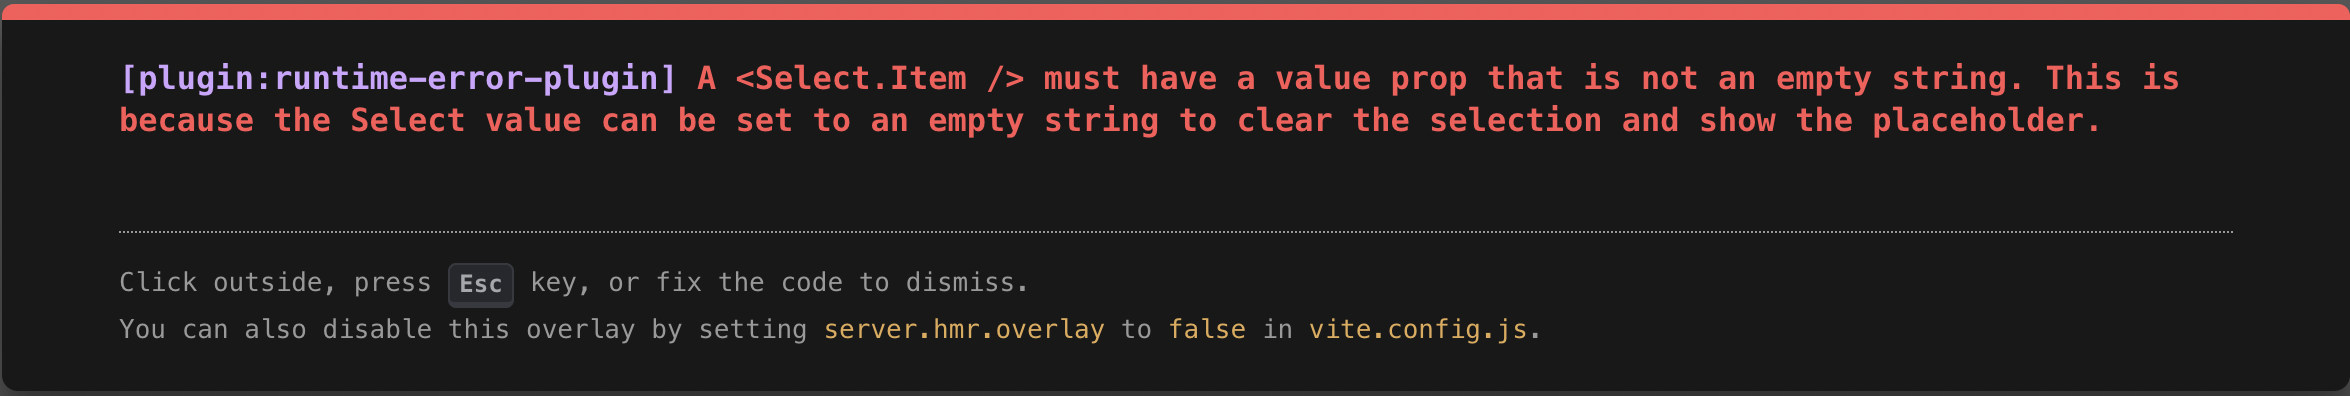 [plugin:runtime-error-plugin] A <Select.Item /> must have a value prop that is not an empty string. This is
because the Select value can be set to an empty string to clear the selection and show the placeholder.
Click outside, press Esc key, or fix the code to dismiss.
You can also disable this overlay by setting server.hmr.overlay to false in vite.config.js.